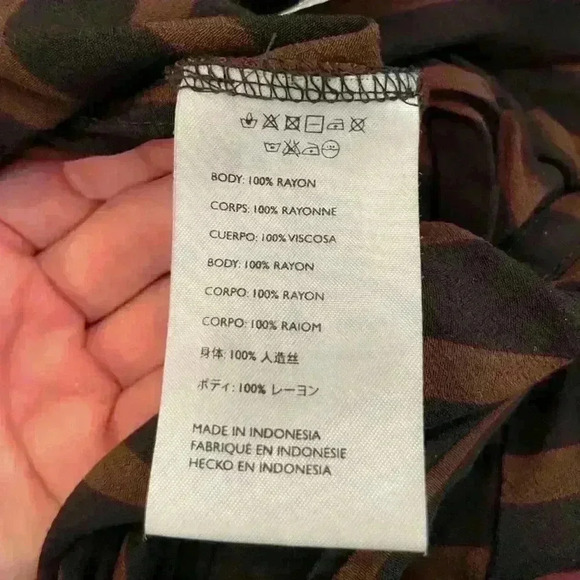 BODY: 100% RAYON
CORPS: 100% RAYONNE
CUERPO: 100% VISCOSA
BODY: 100% RAYON
CORPO: 100% RAYON
CORPO: 100% RAIOM
身体: 100% 人造丝
ボディ: 100% レーヨン
MADE IN INDONESIA
FABRIQUÉ EN INDONÉSIE
HECKO EN INDONESIA